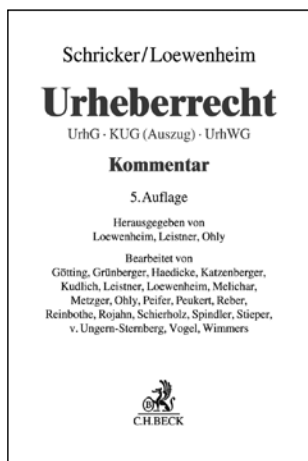 Schricker/Loewenheim
Urheberrecht
UrhG · KUG (Auszug) · UrhWG
Kommentar
5. Auflage
Herausgegeben von
Loewenheim, Leistner, Ohly
Bearbeitet von
Götting, Grünberger, Haedicke, Katzenberger,
Kudlich, Leistner, Loewenheim, Melichar,
Metzger, Ohly, Peifer, Peukert, Reber,
Reinbothe, Rojahn, Schierholz, Spindler, Stieper,
v. Ungern-Sternberg, Vogel, Wimmers
C.H.BECK